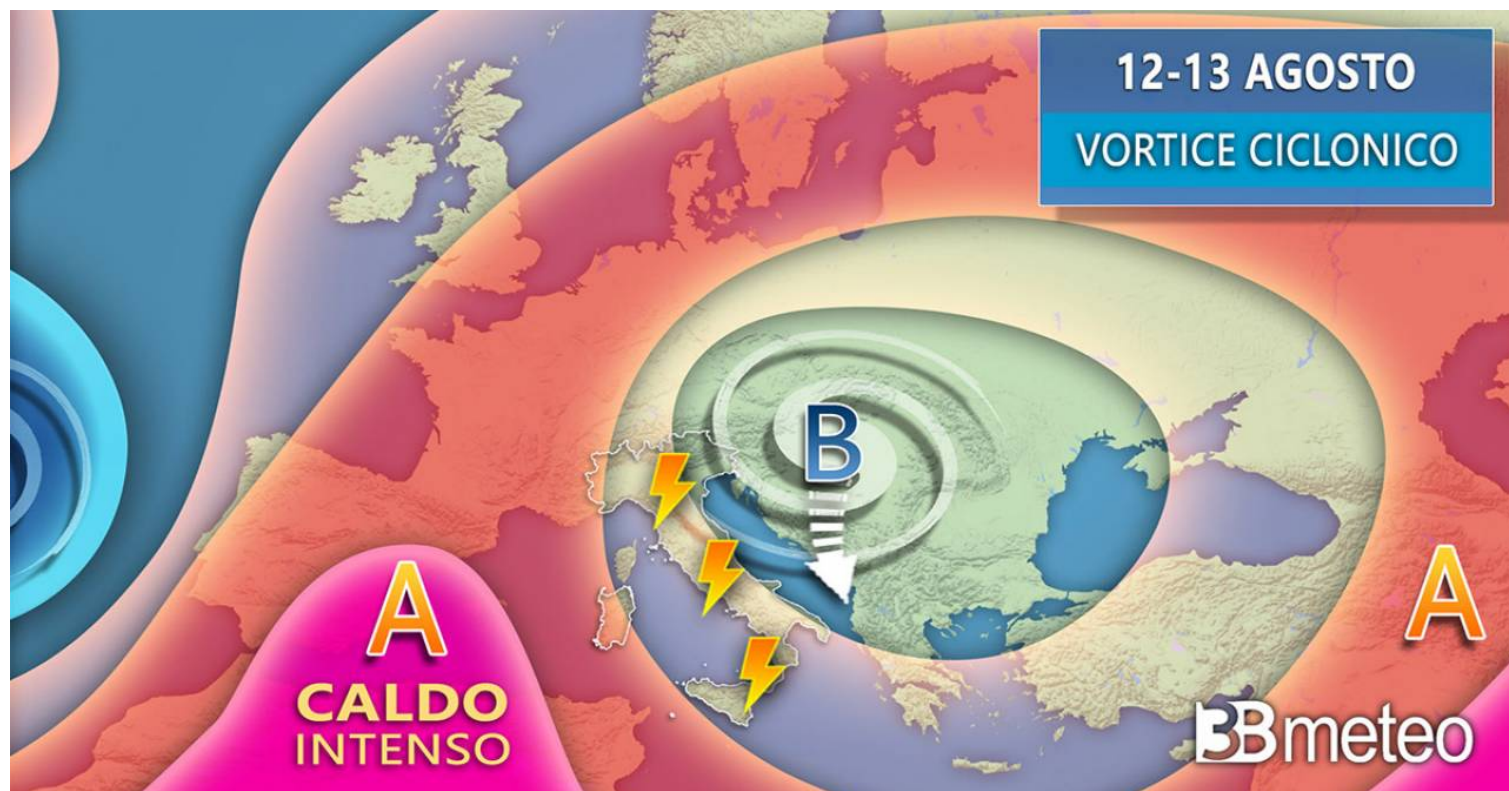 12-13 AGOSTO
VORTICE CICLONICO
B
A
CALDO
INTENSO
A
3Bmeteo